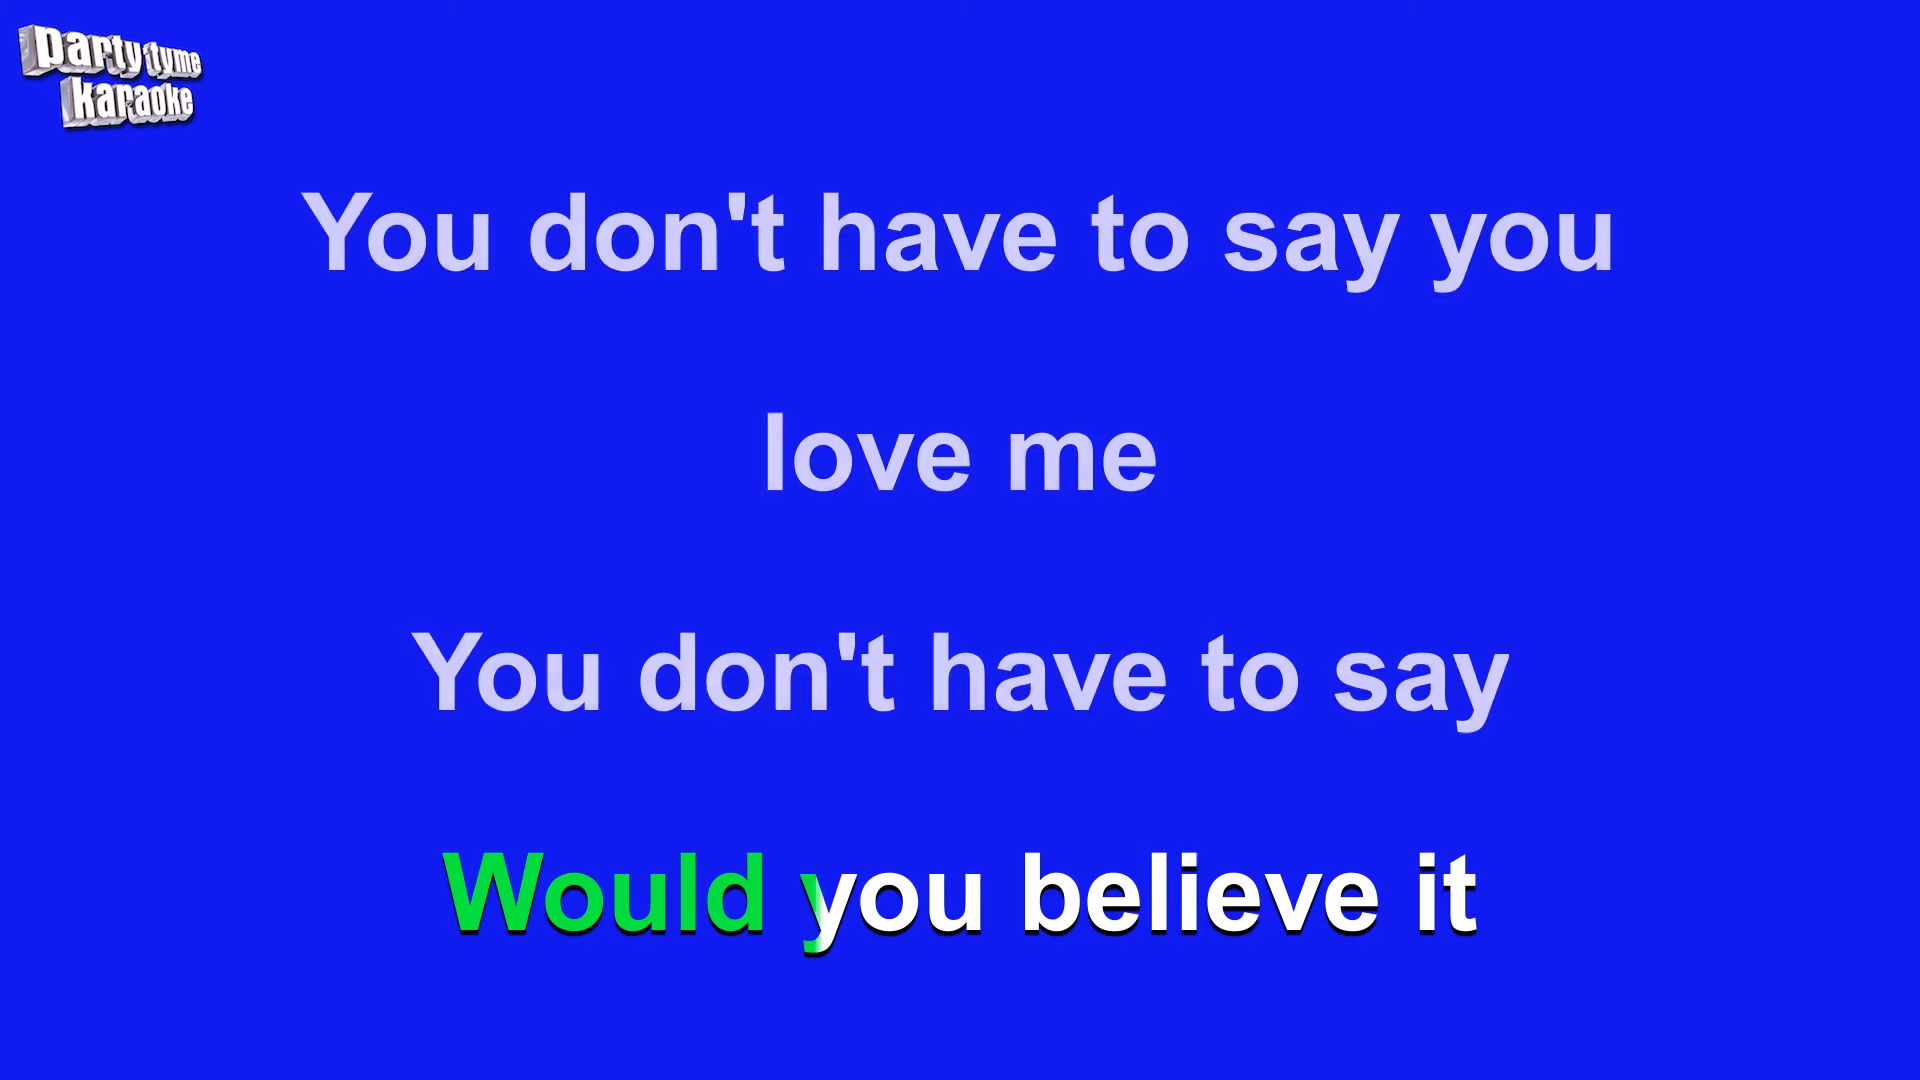 party tyme
karaoke
You don't have to say you
love me
You don't have to say
Would you believe it